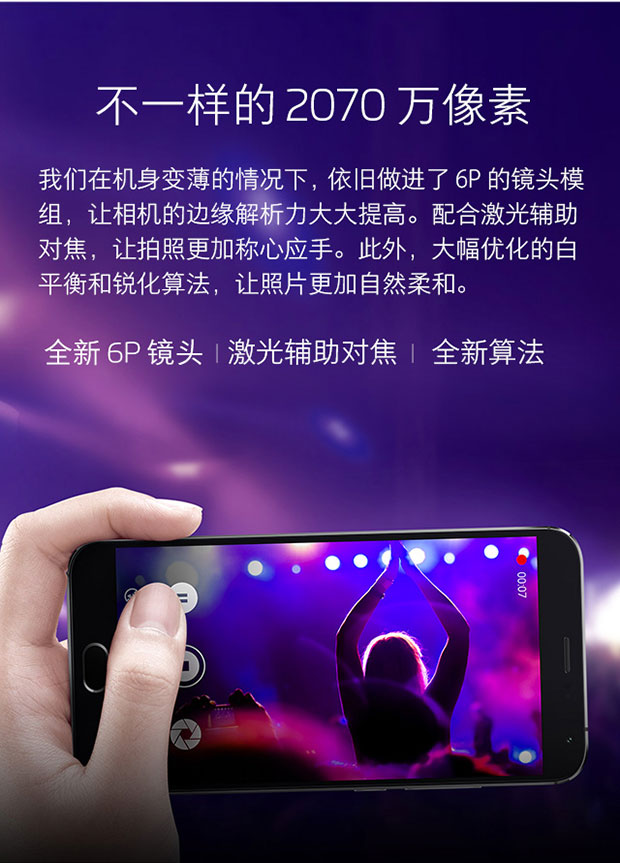 不一样的 2070 万像素
我们在机身变薄的情况下，依旧做进了 6P 的镜头模
组，让相机的边缘解析力大大提高。配合激光辅助
对焦，让拍照更加称心应手。此外，大幅优化的白
平衡和锐化算法，让照片更加自然柔和。
全新 6P 镜头 | 激光辅助对焦 | 全新算法
00:07